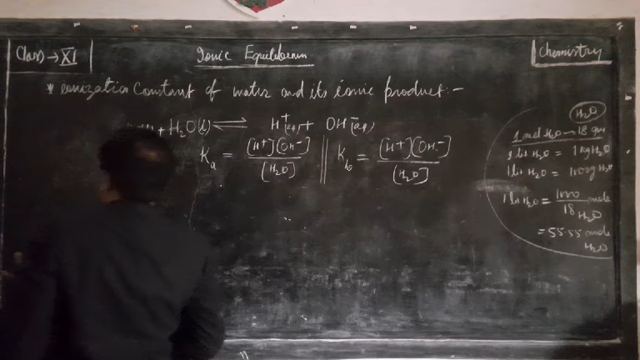 Class → XI
Ionic Equilibrium
Chemistry
* ionization Constant of water and its ionic product:-
+ H₂O(l) ⇌ H⁺(aq) + OH⁻(aq)
Kₐ = [H⁺][OH⁻] / [H₂O] || K_b = [H⁺][OH⁻] / [H₂O]
H₂O
1 mol H₂O = 18 gm
1 lit H₂O = 1 kg H₂O
1 lit H₂O = 1000 g H₂O
1 lit H₂O = 1000 / 18 mole H₂O
= 55.55 mole
H₂O